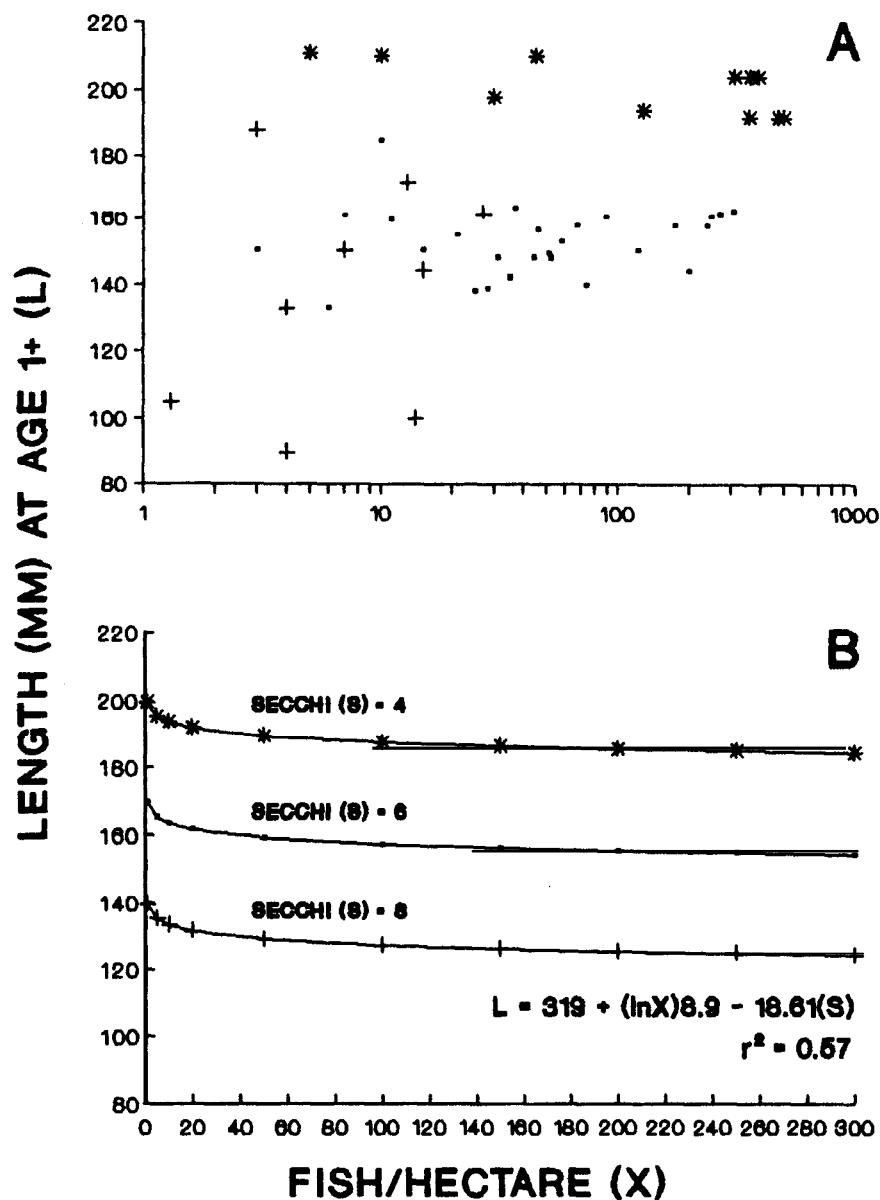 A
220
200
180
160
140
120
100
80
1
10
100
1000
LENGTH (MM) AT AGE 1+ (L)
B
220
200
180
160
140
120
100
80
SECCHI (S) = 4
SECCHI (S) = 6
SECCHI (S) = 8
L = 319 + (lnX)8.9 - 18.61(S)
r² = 0.57
0 20 40 60 80 100 120 140 160 180 200 220 240 260 280 300
FISH/HECTARE (X)